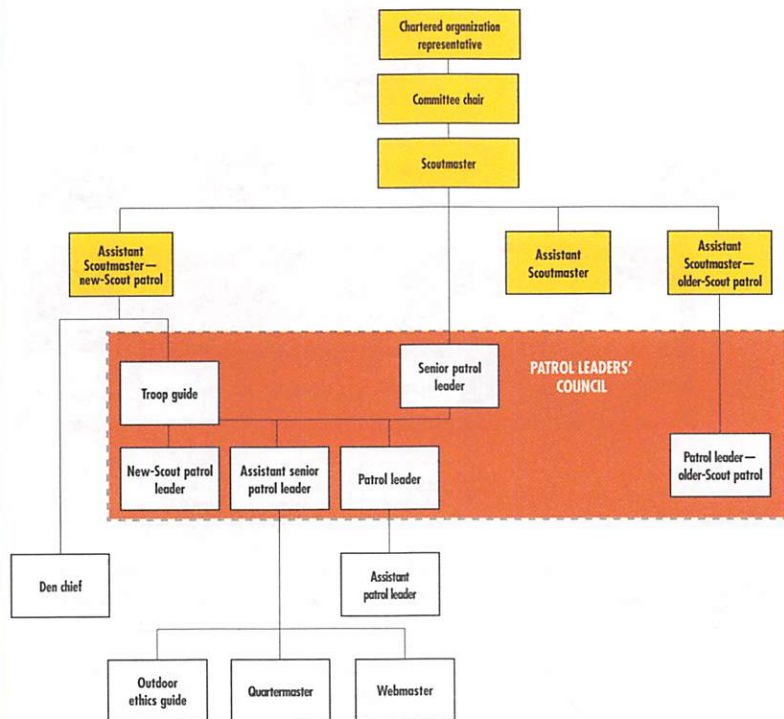 Chartered organization
representative
Committee chair
Scoutmaster
Assistant
Scoutmaster—
new-Scout patrol
Assistant
Scoutmaster
Assistant
Scoutmaster—
older-Scout patrol
Troop guide
Senior patrol
leader
PATROL LEADERS'
COUNCIL
New-Scout patrol
leader
Assistant senior
patrol leader
Patrol leader
Patrol leader—
older-Scout patrol
Den chief
Assistant
patrol leader
Outdoor
ethics guide
Quartermaster
Webmaster